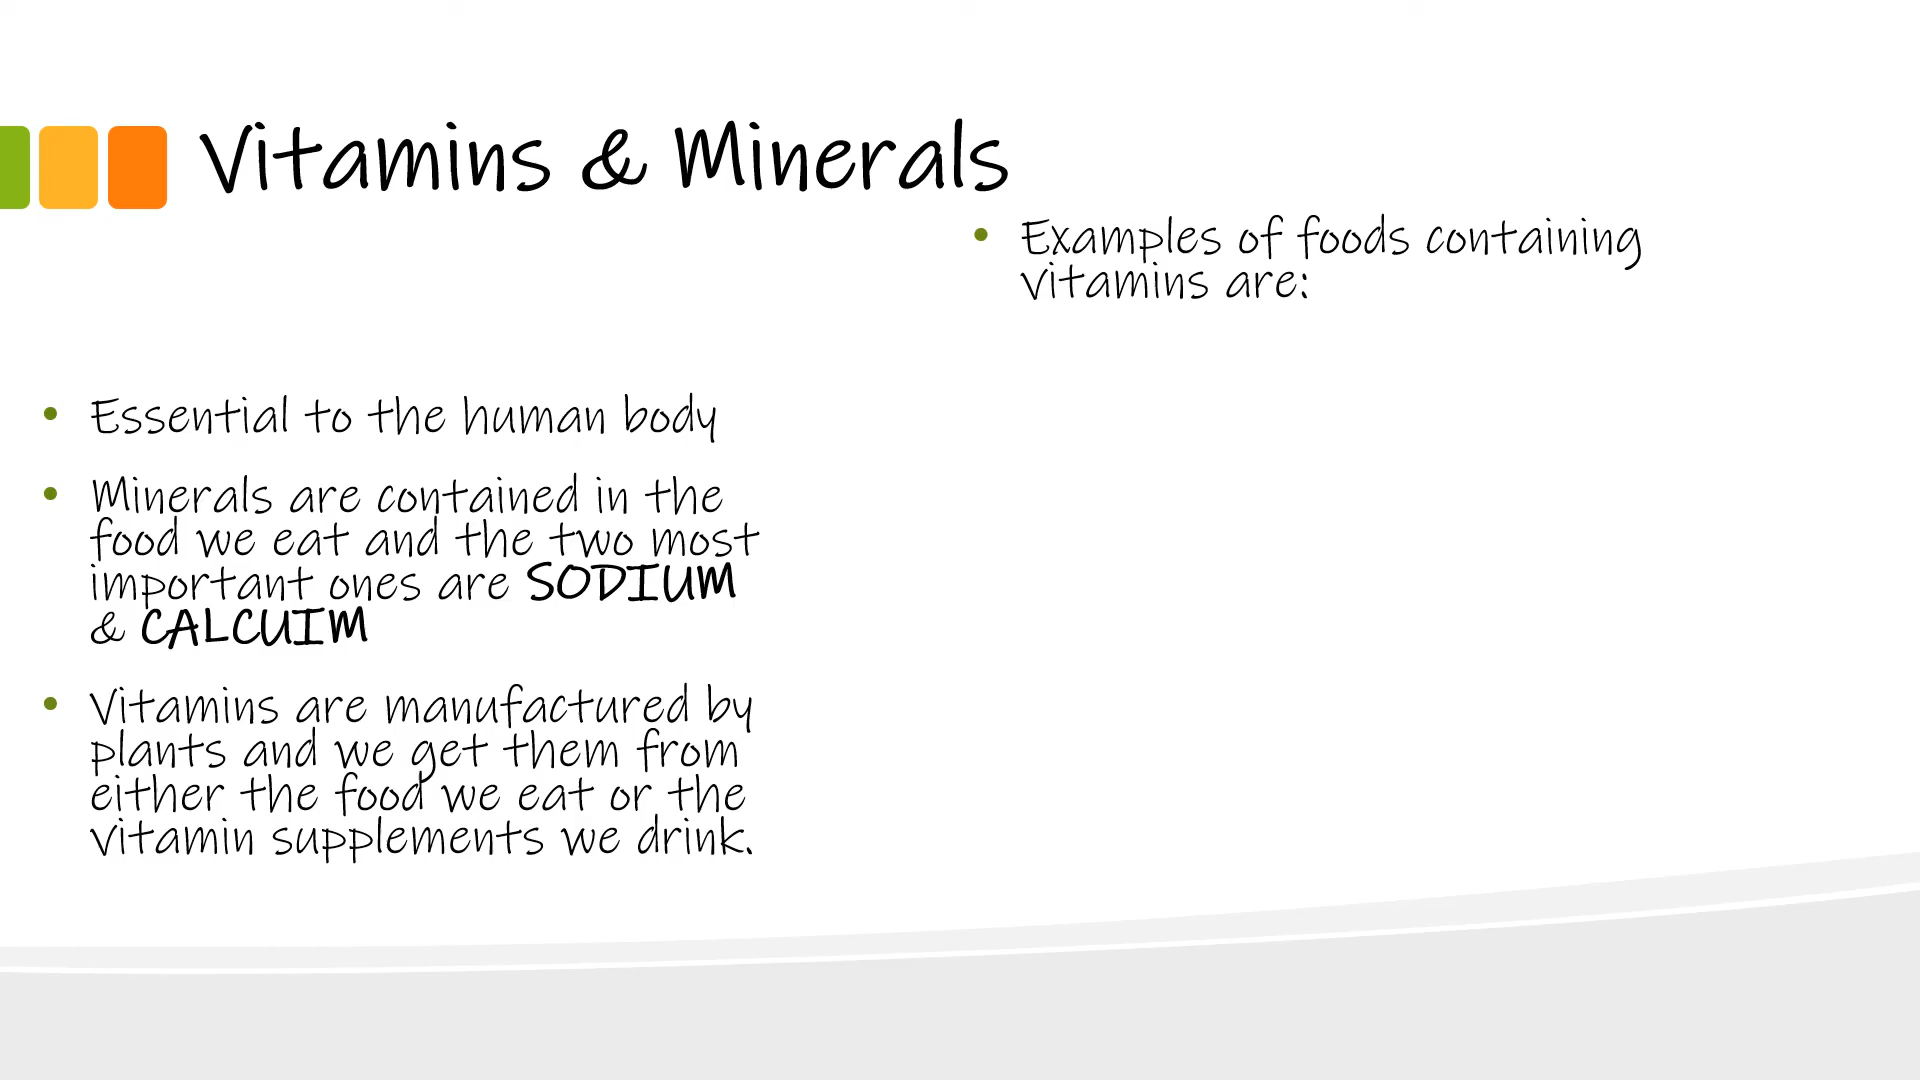 Vitamins & Minerals
Essential to the human body
Minerals are contained in the
food we eat and the two most
important ones are SODIUM
& CALCUIM
Vitamins are manufactured by
plants and we get them from
either the food we eat or the
vitamin supplements we drink.
Examples of foods containing
vitamins are: